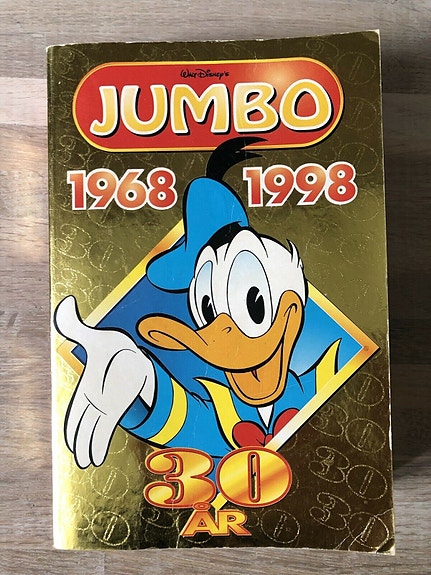 Walt Disney's
JUMBO
1968 1998
30
ÅR